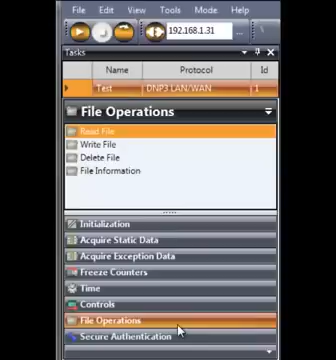 File Edit View Mode: Help
192.168.1.31 ...
Tasks
Name Protocol Id
Test DNP3 LAN/WAN 1
File Operations
Read File
Write File
Delete File
File Information
Initialization
Acquire Static Data
Acquire Exception Data
Freeze Counters
Time
Controls
File Operations
Secure Authentication